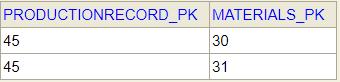 PRODUCTIONRECORD_PK MATERIALS_PK
45 30
45 31